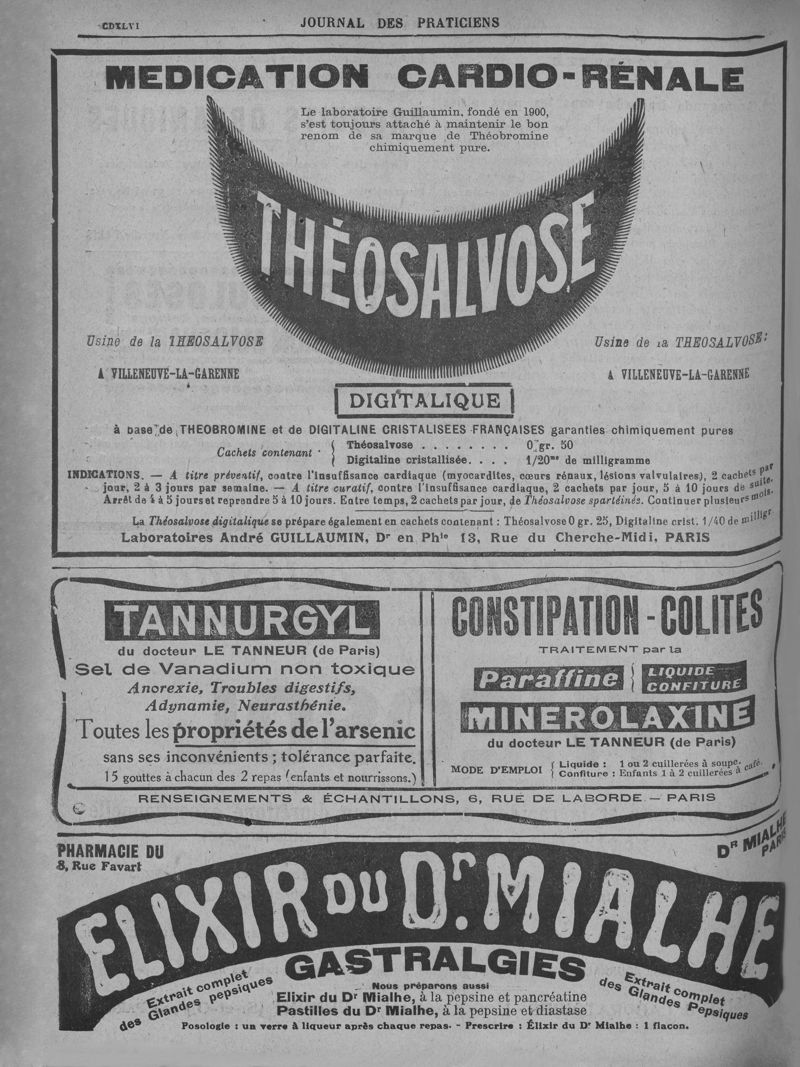 CDXLVI
JOURNAL DES PRATICIENS
MEDICATION CARDIO-RÉNALE
Le laboratoire Guillaumin, fondé en 1900,
s'est toujours attaché à maintenir le bon
renom de sa marque de Théobromine
chimiquement pure.
THÉOSALVOSE
Usine de la THEOSALVOSE
À VILLENEUVE-LA-GARENNE
Usine de la THEOSALVOSE
À VILLENEUVE-LA-GARENNE
DIGITALIQUE
à base de THEOBROMINE et de DIGITALINE CRISTALISEES FRANÇAISES garanties chimiquement pures
Cachets contenant
Théosalvose . . . . . . . . 0 gr. 50
Digitaline cristallisée. . . . 1/20me de milligramme
INDICATIONS. — A titre préventif, contre l'insuffisance cardiaque (myocardites, cœurs rénaux, lésions valvulaires), 2 cachets par
jour, 2 à 3 jours par semaine. — A titre curatif, contre l'insuffisance cardiaque, 2 cachets par jour, 5 à 10 jours de suite.
Arrêt de 4 à 5 jours et reprendre 5 à 10 jours. Entre temps, 2 cachets par jour, de Théosalvose spartéinés. Continuer plusieurs mois.
La Théosalvose digitalique se prépare également en cachets contenant : Théosalvose 0 gr. 25, Digitaline crist. 1/40 de milligr.
Laboratoires André GUILLAUMIN, Dr en Phie 13, Rue du Cherche-Midi, PARIS
TANNURGYL
du docteur LE TANNEUR (de Paris)
Sel de Vanadium non toxique
Anorexie, Troubles digestifs,
Adynamie, Neurasthénie.
Toutes les propriétés de l'arsenic
sans ses inconvénients ; tolérance parfaite.
15 gouttes à chacun des 2 repas (enfants et nourrissons.)
CONSTIPATION - COLITES
TRAITEMENT par la
Paraffine { LIQUIDE
CONFITURE
MINEROLAXINE
du docteur LE TANNEUR (de Paris)
MODE D'EMPLOI { Liquide : 1 ou 2 cuillerées à soupe.
Confiture : Enfants 1 à 2 cuillerées à café.
RENSEIGNEMENTS & ÉCHANTILLONS, 6, RUE DE LABORDE — PARIS
PHARMACIE DU
8, Rue Favart
Dr MIALHE
PARIS
ELIXIR DU Dr. MIALHE
GASTRALGIES
Extrait complet
des Glandes pepsiques
Nous préparons aussi
Elixir du Dr Mialhe, à la pepsine et pancréatine
Pastilles du Dr Mialhe, à la pepsine et diastase
Extrait complet
des Glandes Pepsiques
Posologie : un verre à liqueur après chaque repas. - Prescrire : Élixir du Dr Mialhe : 1 flacon.